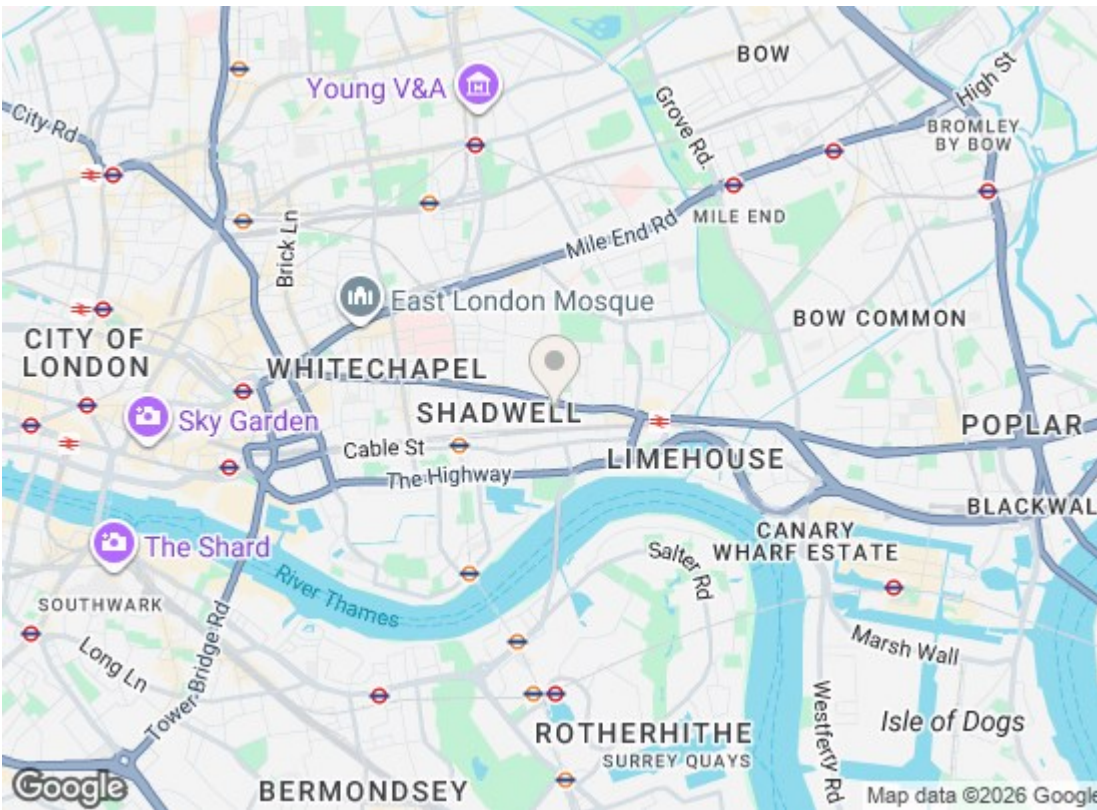 BOW
High St
Young V&A
Grove Rd.
City Rd
BROMLEY
BY BOW
MILE END
Brick Ln
Mile End Rd
East London Mosque
BOW COMMON
CITY OF
LONDON
WHITECHAPEL
SHADWELL
Sky Garden
POPLAR
Cable St
LIMEHOUSE
The Highway
BLACKWAL
CANARY
WHARF ESTATE
The Shard
Salter Rd
River Thames
SOUTHWARK
Marsh Wall
Long Ln
Tower Bridge Rd
Westferry Rd
Isle of Dogs
ROTHERHITHE
SURREY QUAYS
BERMONDSEY
Google
Map data ©2026 Google